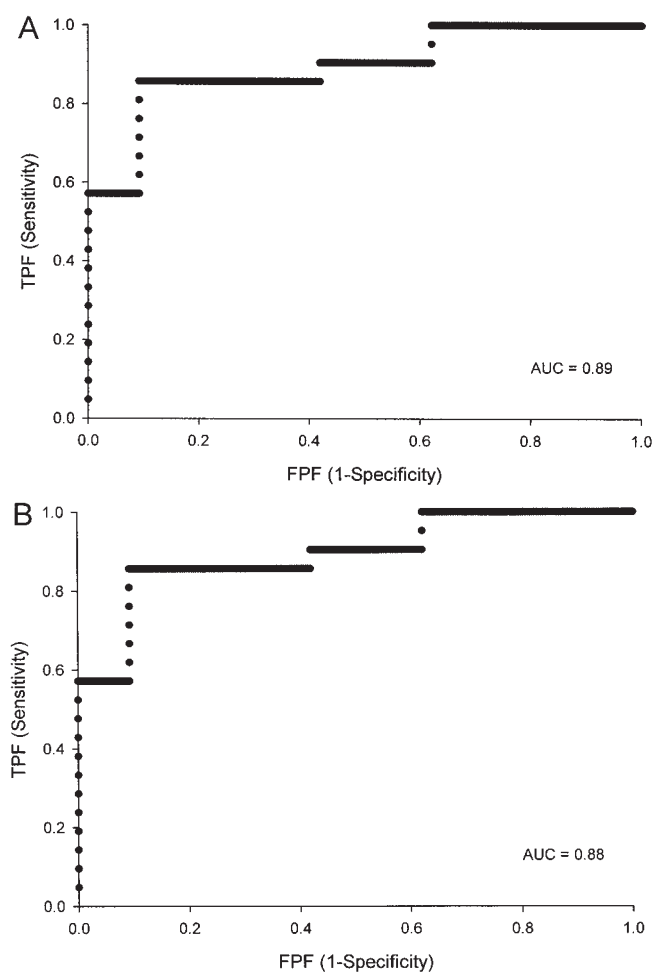 A
1.0
0.8
0.6
0.4
0.2
0.0
TPF (Sensitivity)
AUC = 0.89
0.0 0.2 0.4 0.6 0.8 1.0
FPF (1-Specificity)
B
1.0
0.8
0.6
0.4
0.2
0.0
TPF (Sensitivity)
AUC = 0.88
0.0 0.2 0.4 0.6 0.8 1.0
FPF (1-Specificity)